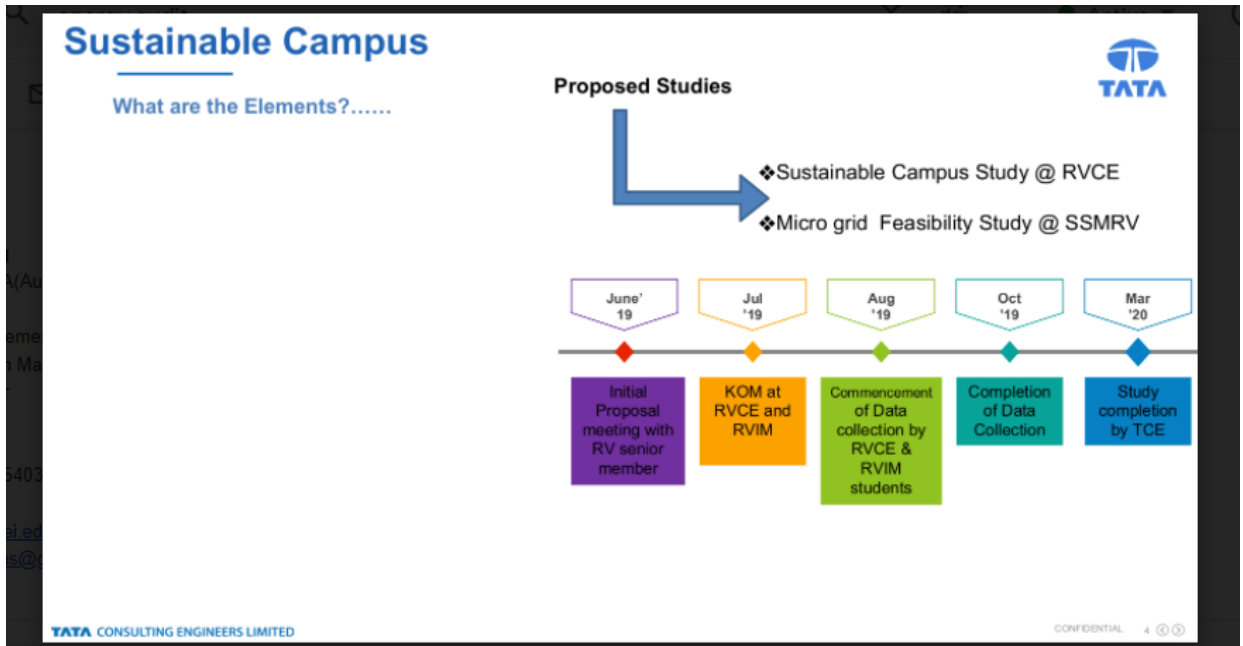 Sustainable Campus
What are the Elements?......
Proposed Studies
TATA
❖Sustainable Campus Study @ RVCE
❖Micro grid Feasibility Study @ SSMRV
June'
19
Jul
'19
Aug
'19
Oct
'19
Mar
'20
Initial
Proposal
meeting with
RV senior
member
KOM at
RVCE and
RVIM
Commencement
of Data
collection by
RVCE &
RVIM
students
Completion
of Data
Collection
Study
completion
by TCE
TATA CONSULTING ENGINEERS LIMITED
CONFIDENTIAL 4
5403